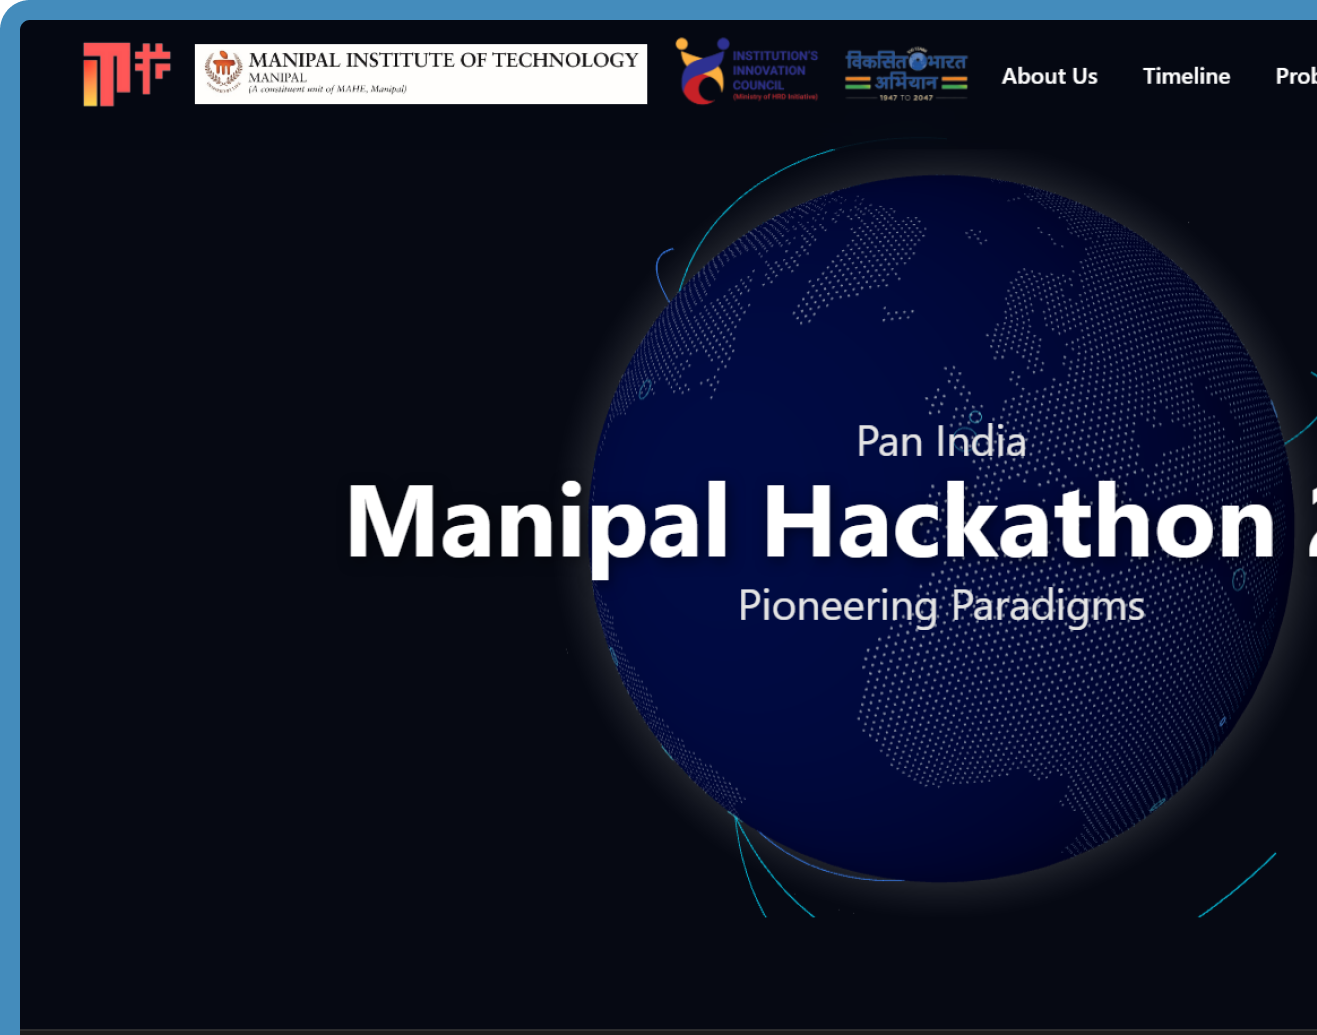 MANIPAL INSTITUTE OF TECHNOLOGY
MANIPAL
(A constituent unit of MAHE, Manipal)
INSTITUTION'S
INNOVATION
COUNCIL
(Ministry of HRD Initiative)
विकसित भारत
अभियान
1947 TO 2047
About Us
Timeline
Prob
Pan India
Manipal Hackathon 2
Pioneering Paradigms